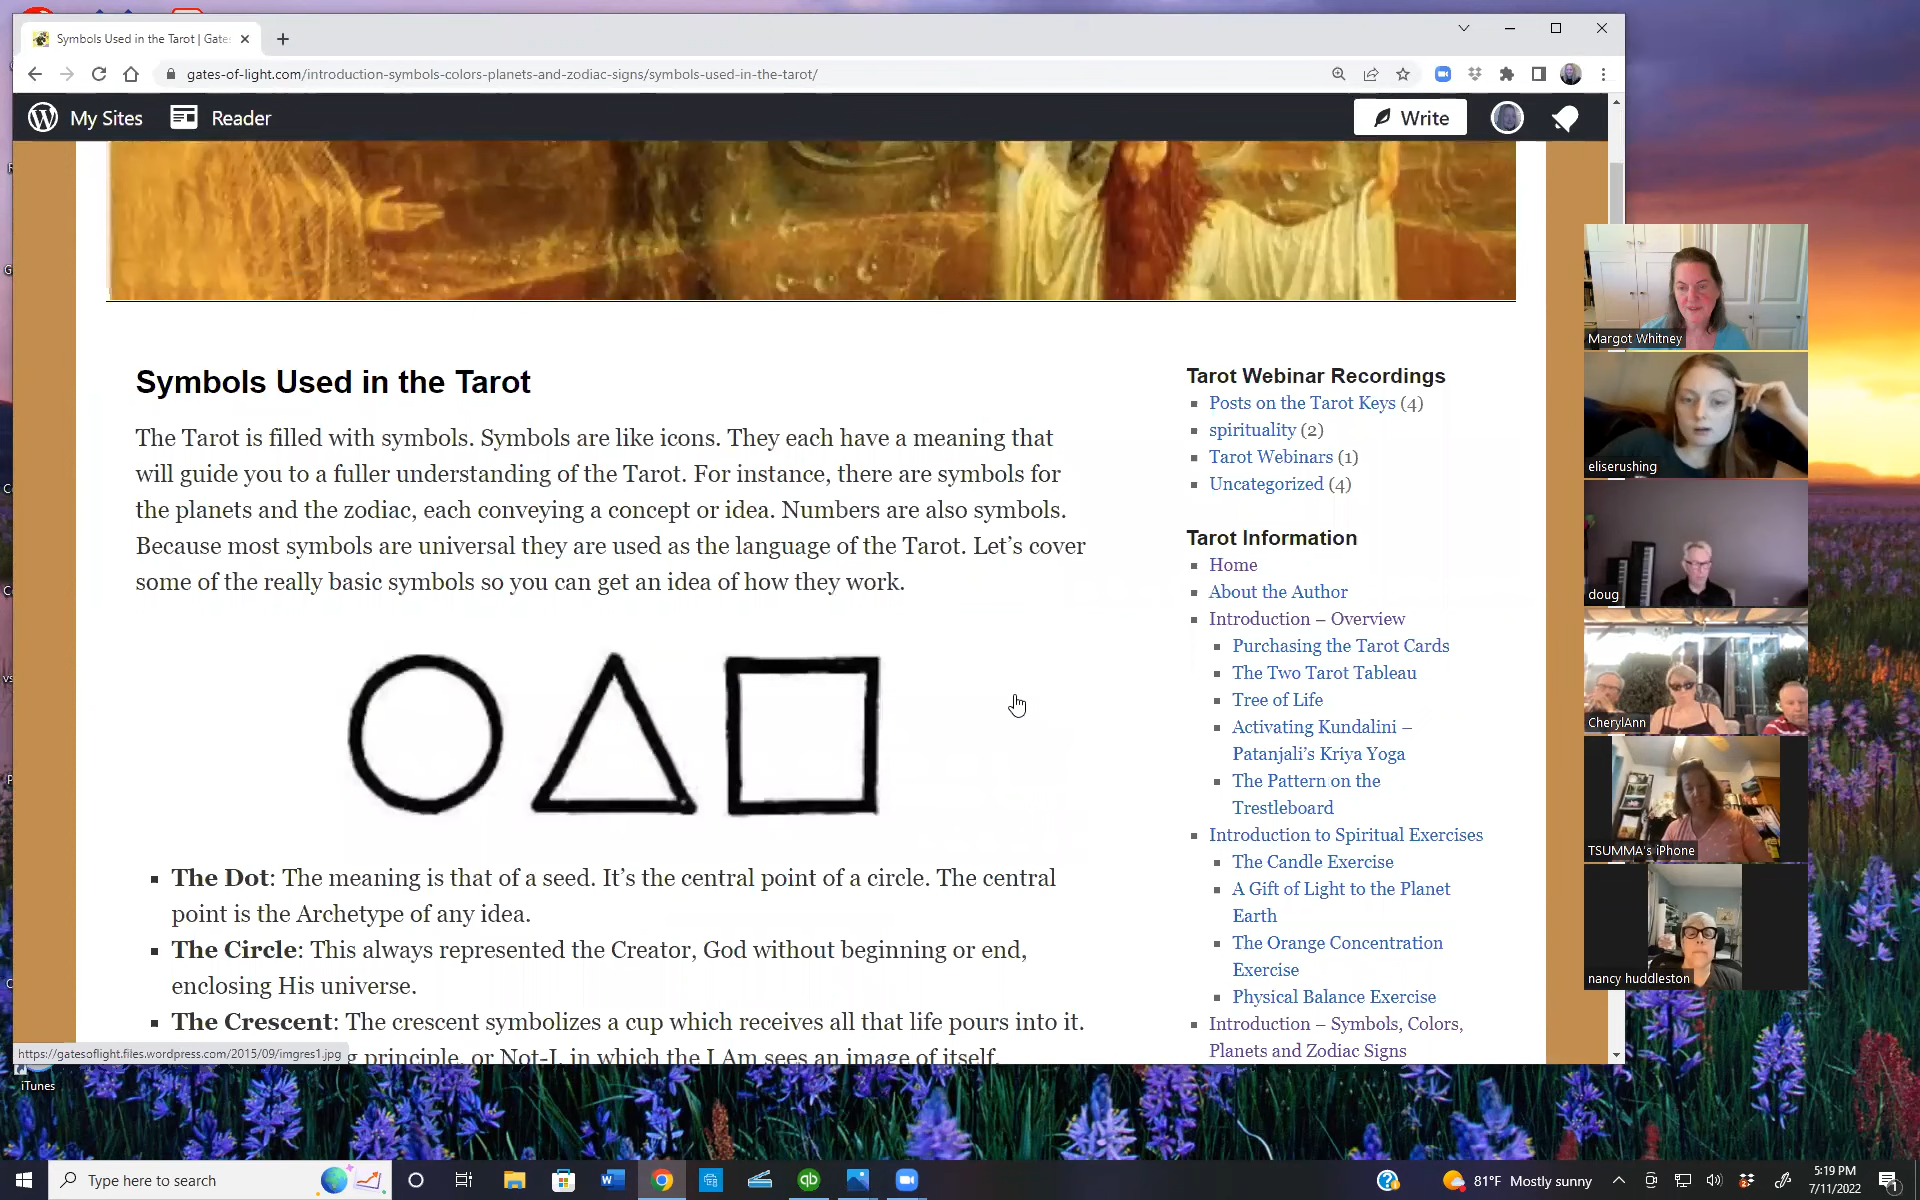 Symbols Used in the Tarot | Gate
gates-of-light.com/introduction-symbols-colors-planets-and-zodiac-signs/symbols-used-in-the-tarot/
My Sites
Reader
Write
Symbols Used in the Tarot
The Tarot is filled with symbols. Symbols are like icons. They each have a meaning that
will guide you to a fuller understanding of the Tarot. For instance, there are symbols for
the planets and the zodiac, each conveying a concept or idea. Numbers are also symbols.
Because most symbols are universal they are used as the language of the Tarot. Let's cover
some of the really basic symbols so you can get an idea of how they work.
The Dot: The meaning is that of a seed. It's the central point of a circle. The central
point is the Archetype of any idea.
The Circle: This always represented the Creator, God without beginning or end,
enclosing His universe.
The Crescent: The crescent symbolizes a cup which receives all that life pours into it.
g principle, or Not-I, in which the I Am sees an image of itself.
Tarot Webinar Recordings
Posts on the Tarot Keys (4)
spirituality (2)
Tarot Webinars (1)
Uncategorized (4)
Tarot Information
Home
About the Author
Introduction – Overview
Purchasing the Tarot Cards
The Two Tarot Tableau
Tree of Life
Activating Kundalini –
Patanjali's Kriya Yoga
The Pattern on the
Trestleboard
Introduction to Spiritual Exercises
The Candle Exercise
A Gift of Light to the Planet
Earth
The Orange Concentration
Exercise
Physical Balance Exercise
Introduction – Symbols, Colors,
Planets and Zodiac Signs
Margot Whitney
eliserushing
doug
CherylAnn
TSUMMA's iPhone
nancy huddleston
https://gatesoflight.files.wordpress.com/2015/09/imgres1.jpg
iTunes
Type here to search
81°F Mostly sunny
5:19 PM
7/11/2022